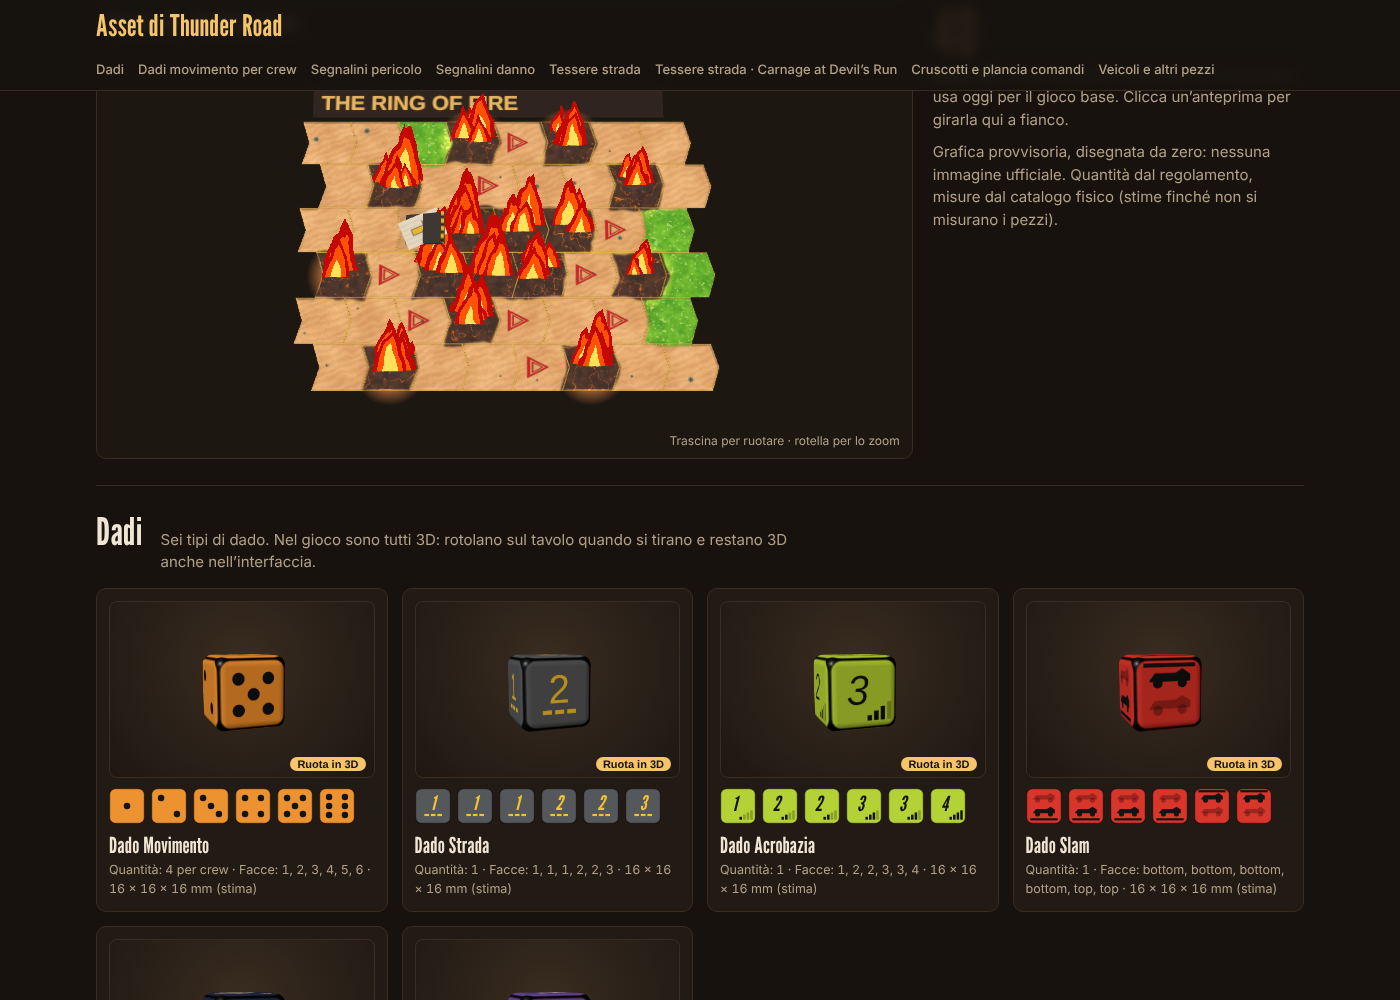 Asset di Thunder Road
Dadi
Dadi movimento per crew
Segnalini pericolo
Segnalini danno
Tessere strada
Tessere strada · Carnage at Devil’s Run
Cruscotti e plancia comandi
Veicoli e altri pezzi
THE RING OF FIRE
usa oggi per il gioco base. Clicca un’anteprima per
girarla qui a fianco.
Grafica provvisoria, disegnata da zero: nessuna
immagine ufficiale. Quantità dal regolamento,
misure dal catalogo fisico (stime finché non si
misurano i pezzi).
Trascina per ruotare · rotella per lo zoom
Dadi
Sei tipi di dado. Nel gioco sono tutti 3D: rotolano sul tavolo quando si tirano e restano 3D
anche nell’interfaccia.
Ruota in 3D
Dado Movimento
Quantità: 4 per crew · Facce: 1, 2, 3, 4, 5, 6 ·
16 × 16 × 16 mm (stima)
1 2
Ruota in 3D
1 1 1 2 2 3
Dado Strada
Quantità: 1 · Facce: 1, 1, 1, 2, 2, 3 · 16 × 16
× 16 mm (stima)
2 3
Ruota in 3D
1 2 2 3 3 4
Dado Acrobazia
Quantità: 1 · Facce: 1, 2, 2, 3, 3, 4 · 16 × 16
× 16 mm (stima)
Ruota in 3D
Dado Slam
Quantità: 1 · Facce: bottom, bottom, bottom,
bottom, top, top · 16 × 16 × 16 mm (stima)